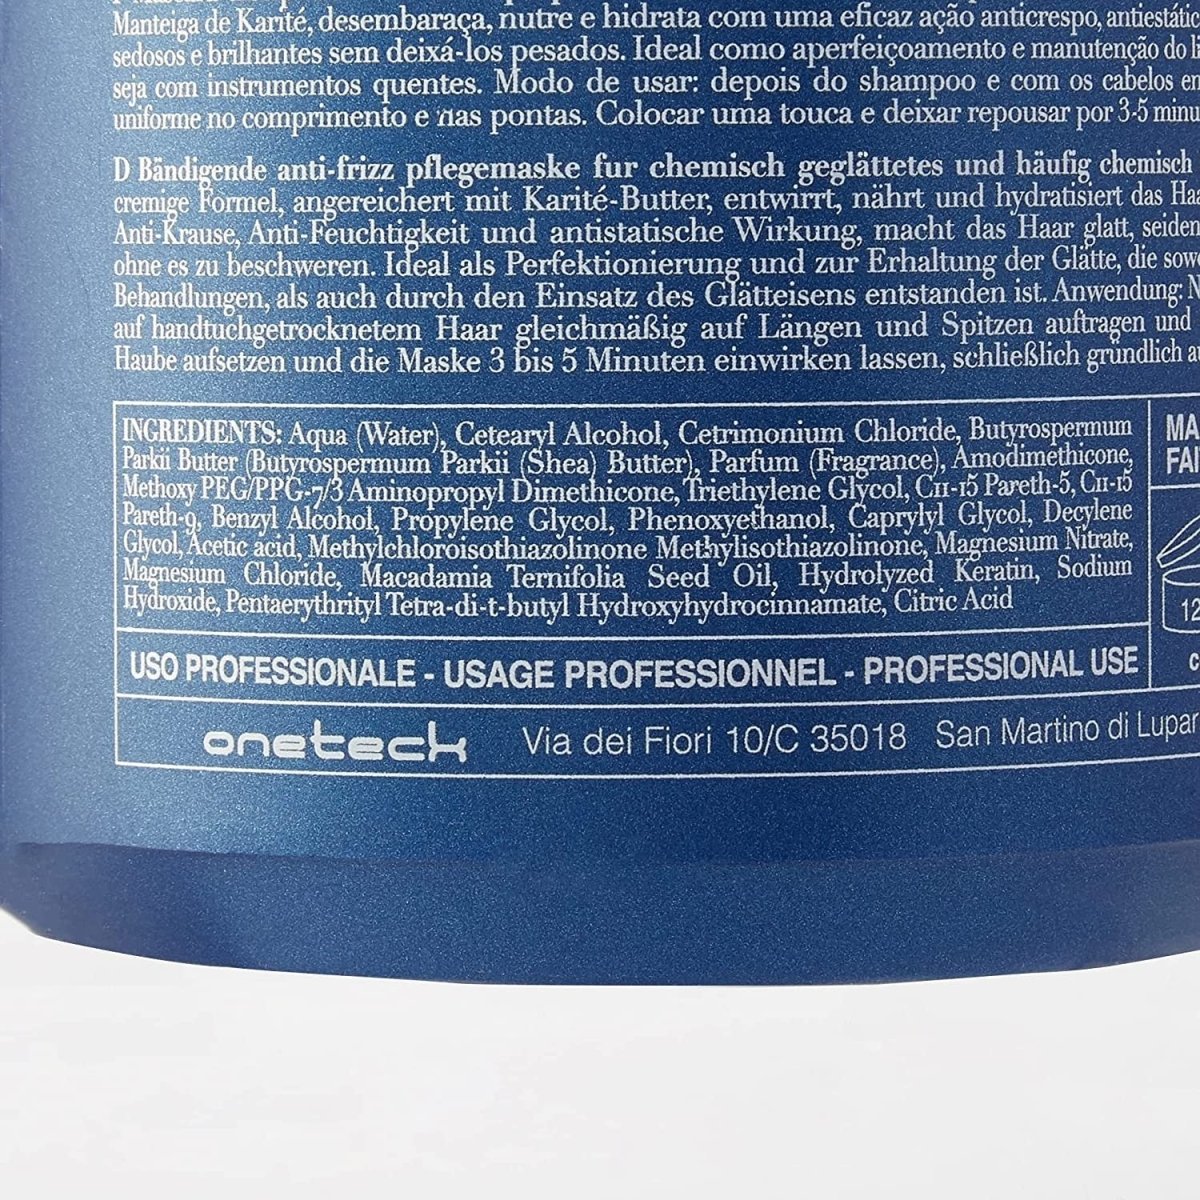 Manteiga de Karité, desembaraça, nutre e hidrata com uma eficaz ação anticrespo,
sedosos e brilhantes sem deixá-los pesados. Ideal como aperfeiçoamento e manutenção do
seja com instrumentos quentes. Modo de usar: depois do shampoo e com os cabelos
uniforme no comprimento e nas pontas. Colocar uma touca e deixar repousar por 3-5
D Bändigende anti-frizz pflegemaske fur chemisch geglättetes und häufig chemisch
cremige Formel, angereichert mit Karité-Butter, entwirrt, nährt und hydratisiert das
Anti-Krause, Anti-Feuchtigkeit und antistatische Wirkung, macht das Haar glatt,
ohne es zu beschweren. Ideal als Perfektionierung und zur Erhaltung der Glätte, die
Behandlungen, als auch durch den Einsatz des Glätteisens entstanden ist. Anwendung:
auf handtuchgetrocknetem Haar gleichmäßig auf Längen und Spitzen auftragen und
Haube aufsetzen und die Maske 3 bis 5 Minuten einwirken lassen, schließlich gründlich
INGREDIENTS: Aqua (Water), Cetearyl Alcohol, Cetrimonium Chloride, Butyrospermum
Parkii Butter (Butyrospermum Parkii (Shea) Butter), Parfum (Fragrance), Amodimethicone,
Methoxy PEG/PPG-7/3 Aminopropyl Dimethicone, Triethylene Glycol, C11-15 Pareth-5, C11-15
Pareth-9, Benzyl Alcohol, Propylene Glycol, Phenoxyethanol, Caprylyl Glycol, Decylene
Glycol, Acetic acid, Methylchloroisothiazolinone Methylisothiazolinone, Magnesium Nitrate,
Magnesium Chloride, Macadamia Ternifolia Seed Oil, Hydrolyzed Keratin, Sodium
Hydroxide, Pentaerythrityl Tetra-di-t-butyl Hydroxyhydrocinnamate, Citric Acid
MA
FAI
12
USO PROFESSIONALE - USAGE PROFESSIONNEL - PROFESSIONAL USE
oneteck Via dei Fiori 10/C 35018 San Martino di Lupar